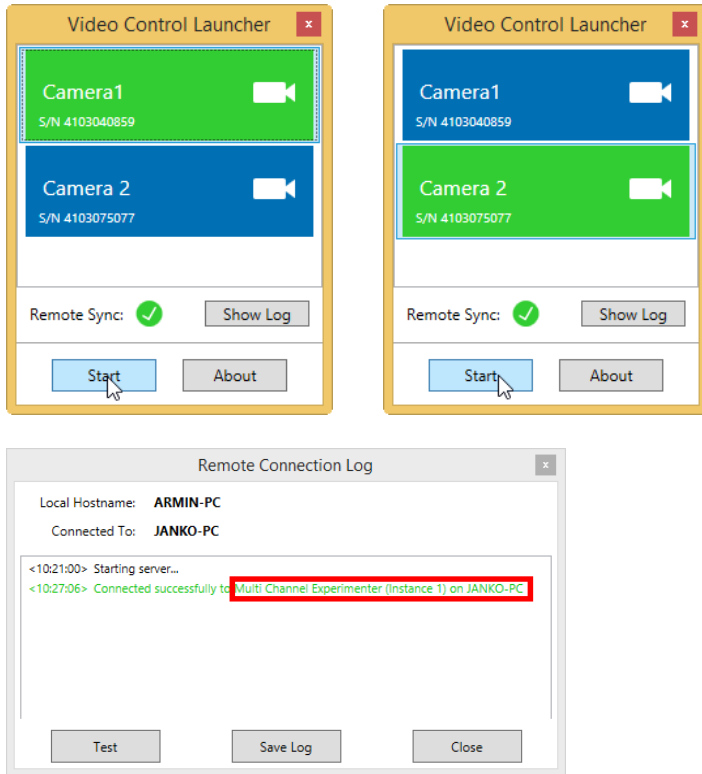 Video Control Launcher x
Camera1
S/N 4103040859
Camera 2
S/N 4103075077
Remote Sync: Show Log
Start About
Video Control Launcher x
Camera1
S/N 4103040859
Camera 2
S/N 4103075077
Remote Sync: Show Log
Start About
Remote Connection Log x
Local Hostname: ARMIN-PC
Connected To: JANKO-PC
<10:21:00> Starting server...
<10:27:06> Connected successfully to Multi Channel Experimenter (Instance 1) on JANKO-PC
Test Save Log Close